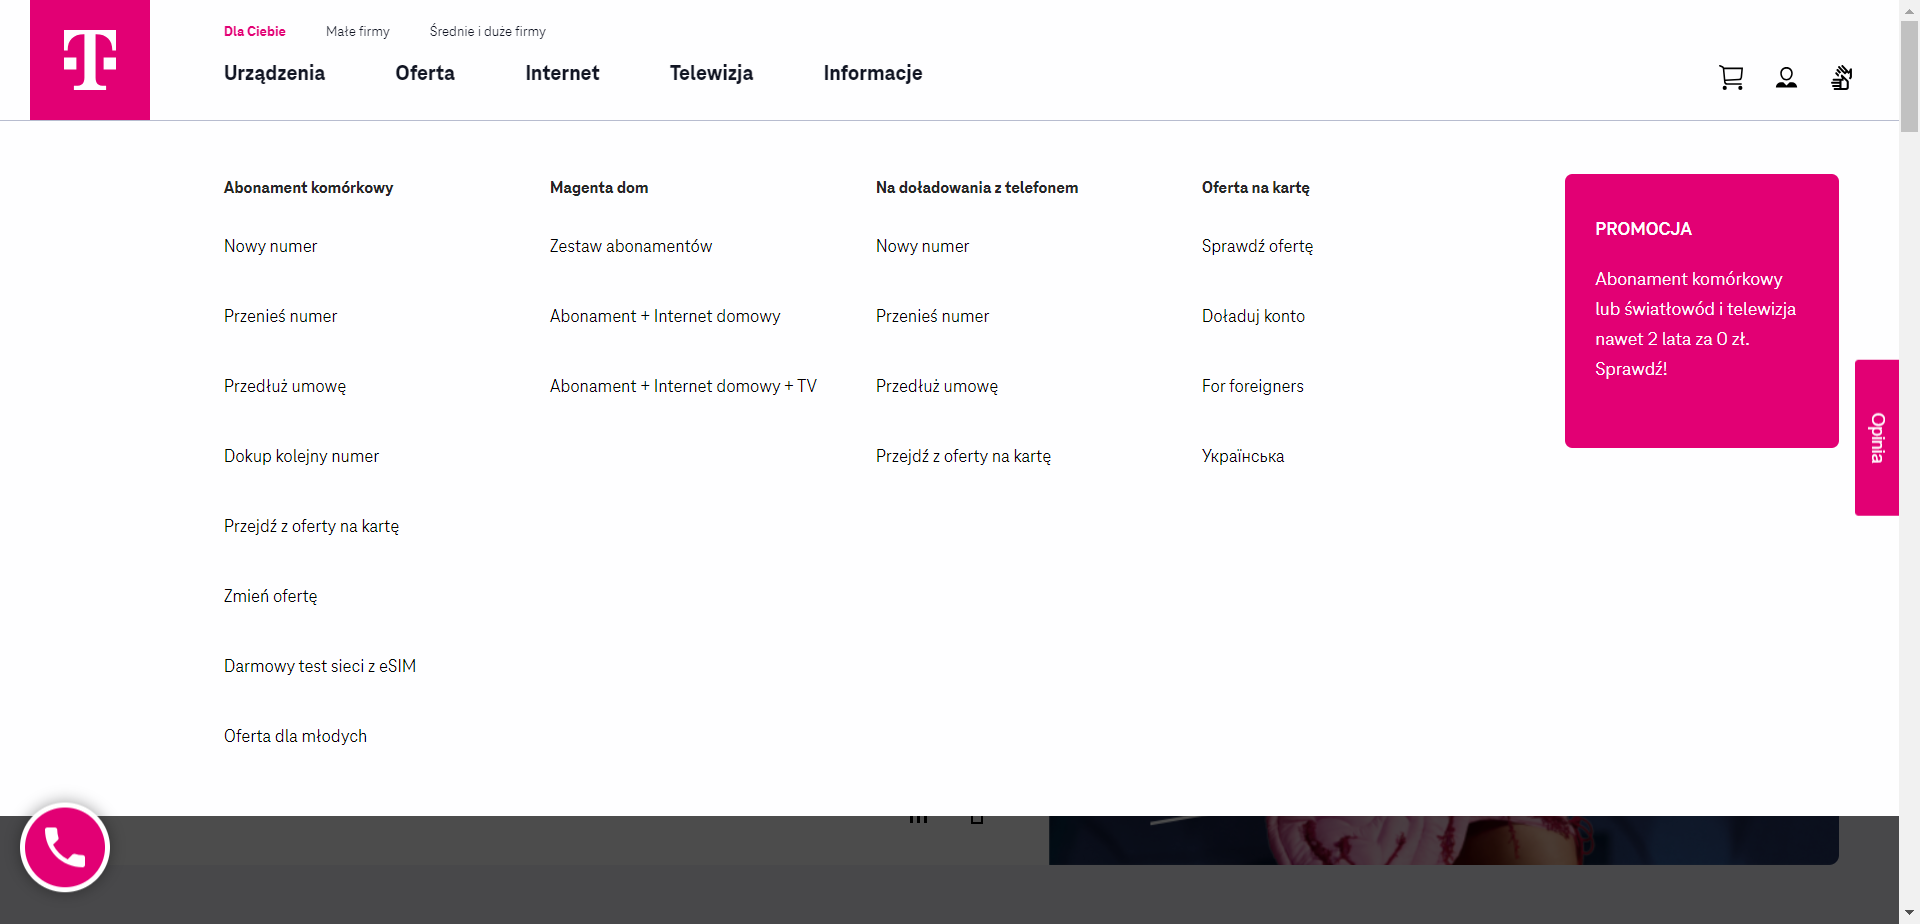 Dla Ciebie
Małe firmy
Średnie i duże firmy
Urządzenia
Oferta
Internet
Telewizja
Informacje
Abonament komórkowy
Nowy numer
Przenieś numer
Przedłuż umowę
Dokup kolejny numer
Przejdź z oferty na kartę
Zmień ofertę
Darmowy test sieci z eSIM
Oferta dla młodych
Magenta dom
Zestaw abonamentów
Abonament + Internet domowy
Abonament + Internet domowy + TV
Na doładowania z telefonem
Nowy numer
Przenieś numer
Przedłuż umowę
Przejdź z oferty na kartę
Oferta na kartę
Sprawdź ofertę
Doładuj konto
For foreigners
Українська
PROMOCJA
Abonament komórkowy
lub światłowód i telewizja
nawet 2 lata za 0 zł.
Sprawdź!
Opinia